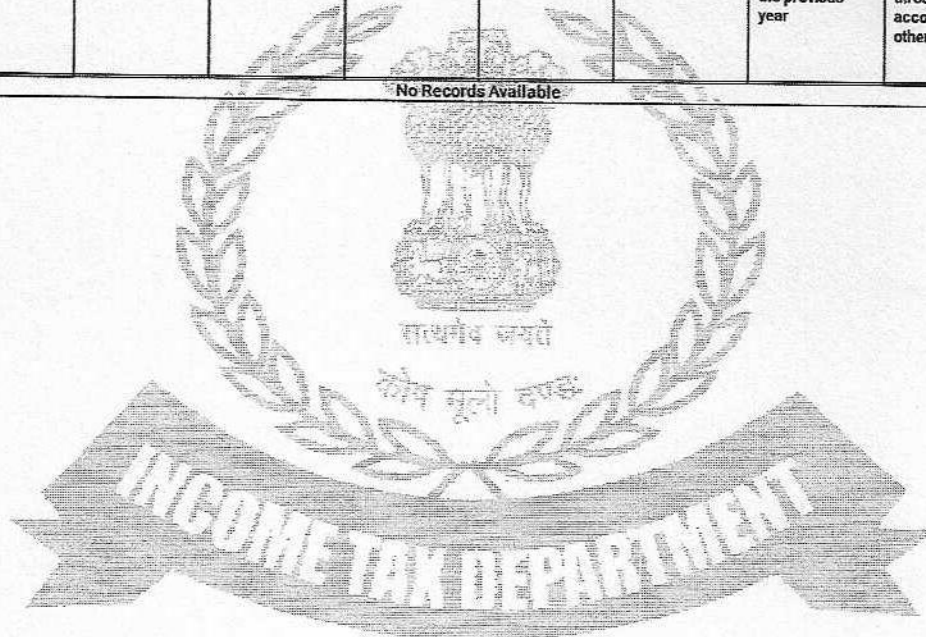 the previous
year
No Records Available
सत्यमेव जयते
कोष मूलो दण्डः
INCOME TAX DEPARTMENT